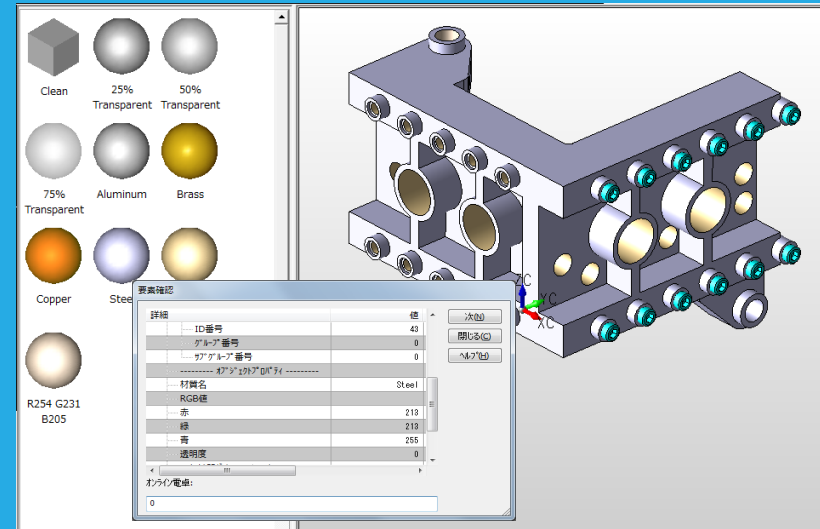 Clean
25%
Transparent
50%
Transparent
75%
Transparent
Aluminum
Brass
Copper
Stee
R254 G231
B205
要素確認
詳細 値
ID番号 43
ｸﾞﾙｰﾌﾟ番号 0
ｻﾌﾞｸﾞﾙｰﾌﾟ番号 0
--------- ｵﾌﾞｼﾞｪｸﾄﾌﾟﾛﾊﾟﾃｨ ---------
材質名 Steel
RGB値
赤 213
緑 213
青 255
透明度 0
次(N)
閉じる(C)
ﾍﾙﾌﾟ(H)
オンライン電卓:
0
ZC
YC
XC